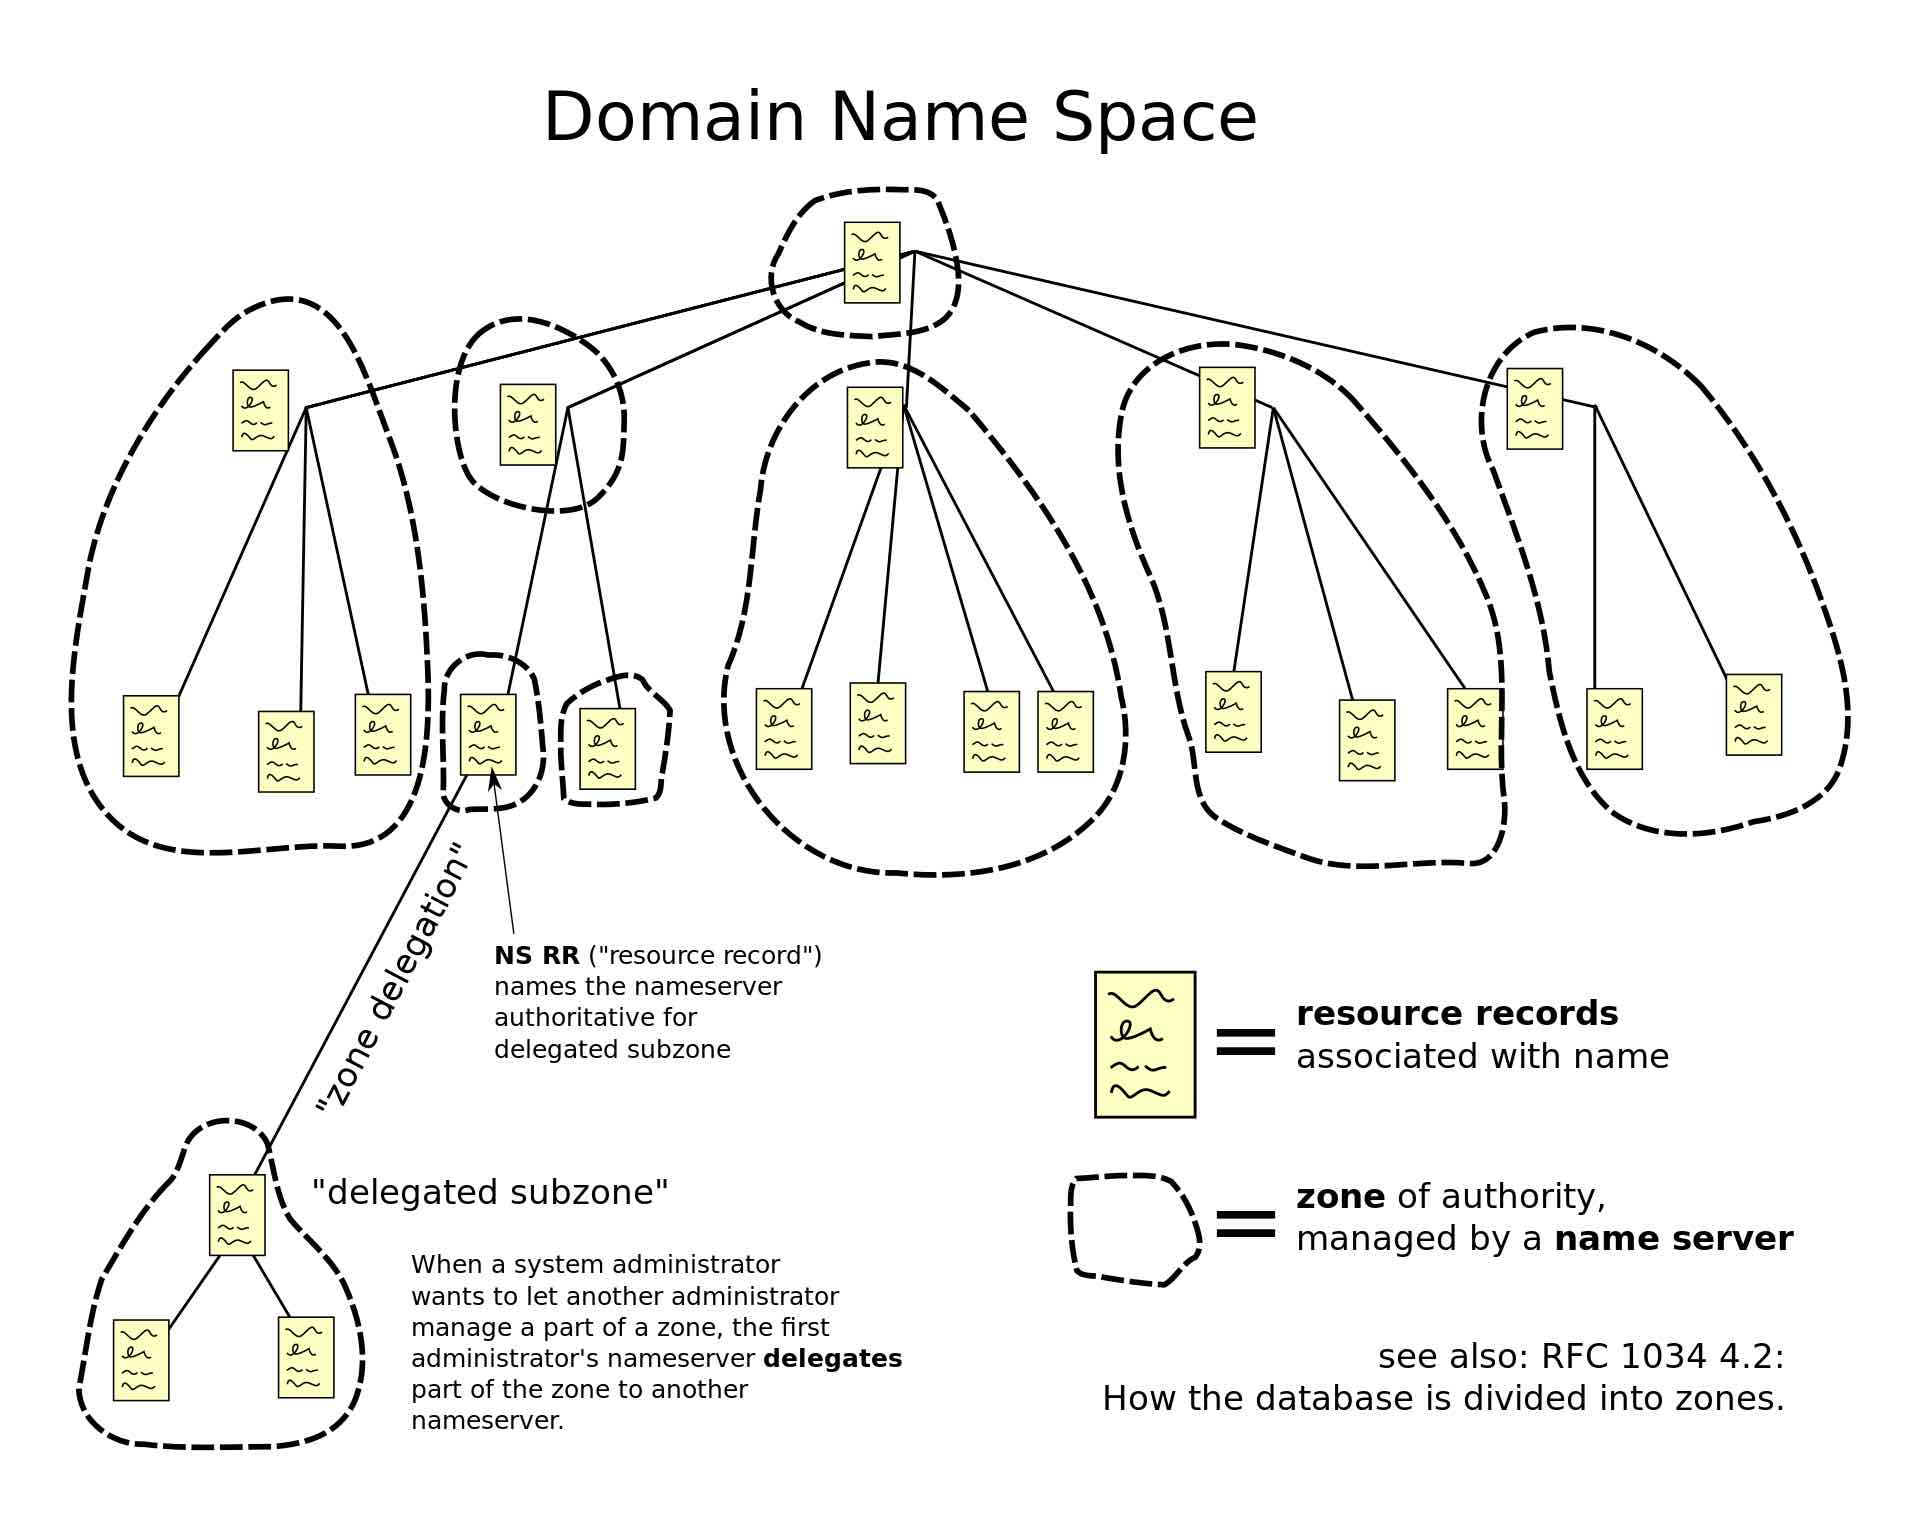 Domain Name Space
"zone delegation"
NS RR ("resource record")
names the nameserver
authoritative for
delegated subzone
resource records
associated with name
"delegated subzone"
zone of authority,
managed by a name server
When a system administrator
wants to let another administrator
manage a part of a zone, the first
administrator's nameserver delegates
part of the zone to another
nameserver.
see also: RFC 1034 4.2:
How the database is divided into zones.